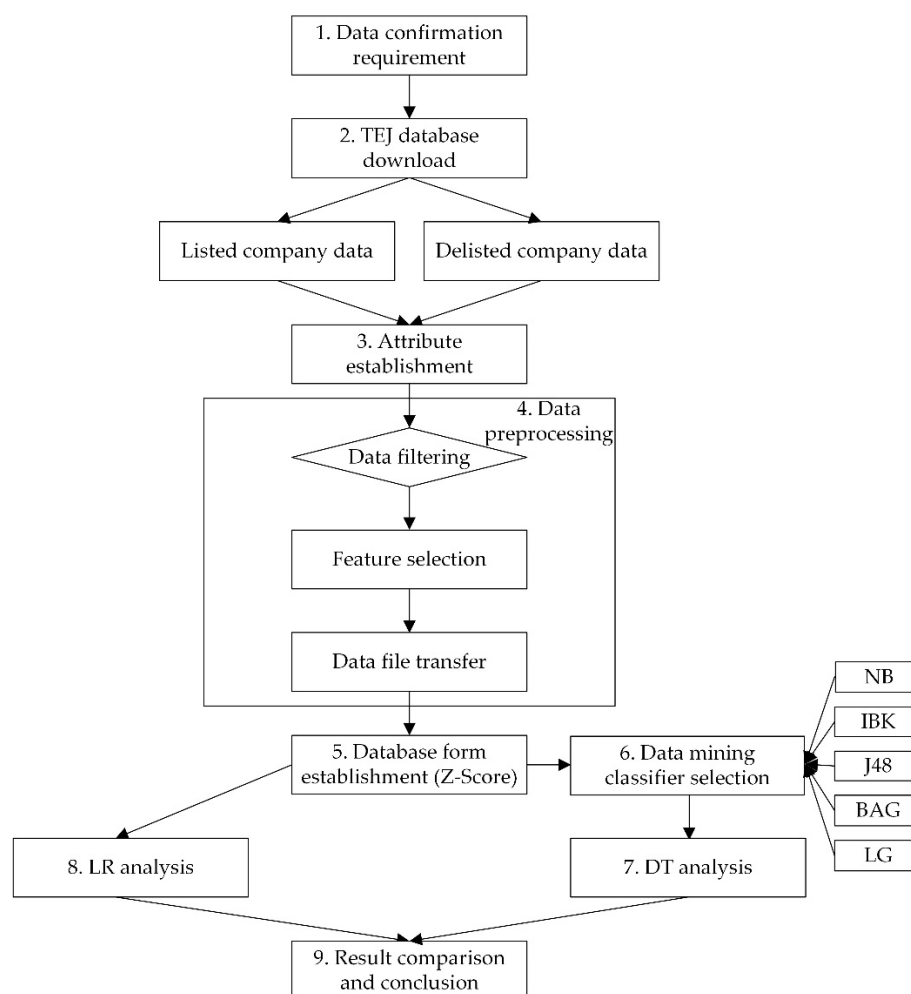 1. Data confirmation
requirement
2. TEJ database
download
Listed company data
Delisted company data
3. Attribute
establishment
4. Data
preprocessing
Data filtering
Feature selection
Data file transfer
5. Database form
establishment (Z-Score)
6. Data mining
classifier selection
NB
IBK
J48
BAG
LG
8. LR analysis
7. DT analysis
9. Result comparison
and conclusion